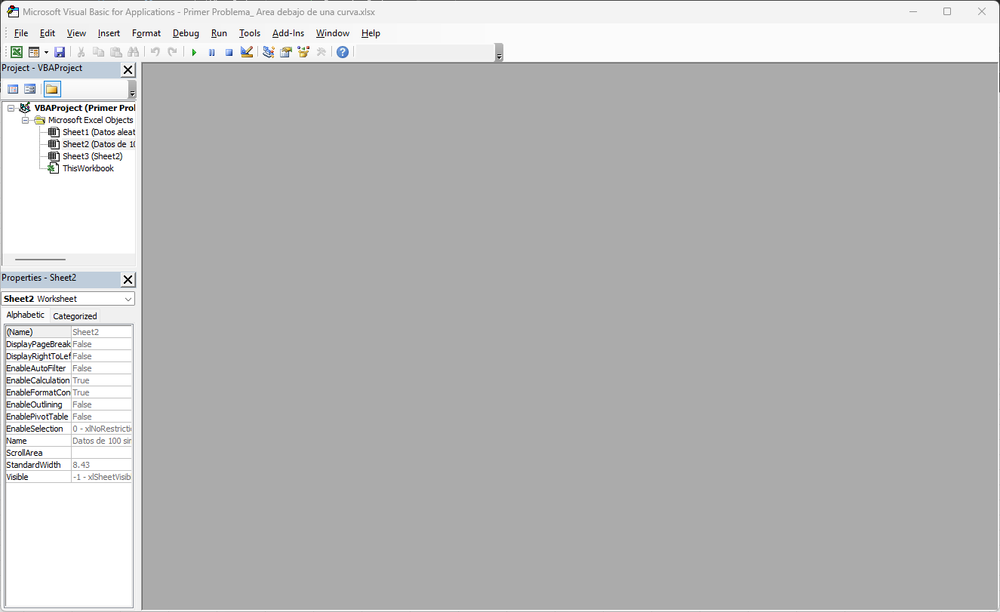 Microsoft Visual Basic for Applications - Primer Problema_ Area debajo de una curva.xlsx
File Edit View Insert Format Debug Run Tools Add-Ins Window Help
Project - VBAProject
VBAProject (Primer Pro
Microsoft Excel Objects
Sheet1 (Datos aleat
Sheet2 (Datos de 10
Sheet3 (Sheet2)
ThisWorkbook
Properties - Sheet2
Sheet2 Worksheet
Alphabetic Categorized
(Name) Sheet2
DisplayPageBreak False
DisplayRightToLef False
EnableAutoFilter False
EnableCalculation True
EnableFormatCon True
EnableOutlining False
EnablePivotTable False
EnableSelection 0 - xlNoRestricti
Name Datos de 100 sim
ScrollArea
StandardWidth 8.43
Visible -1 - xlSheetVisib